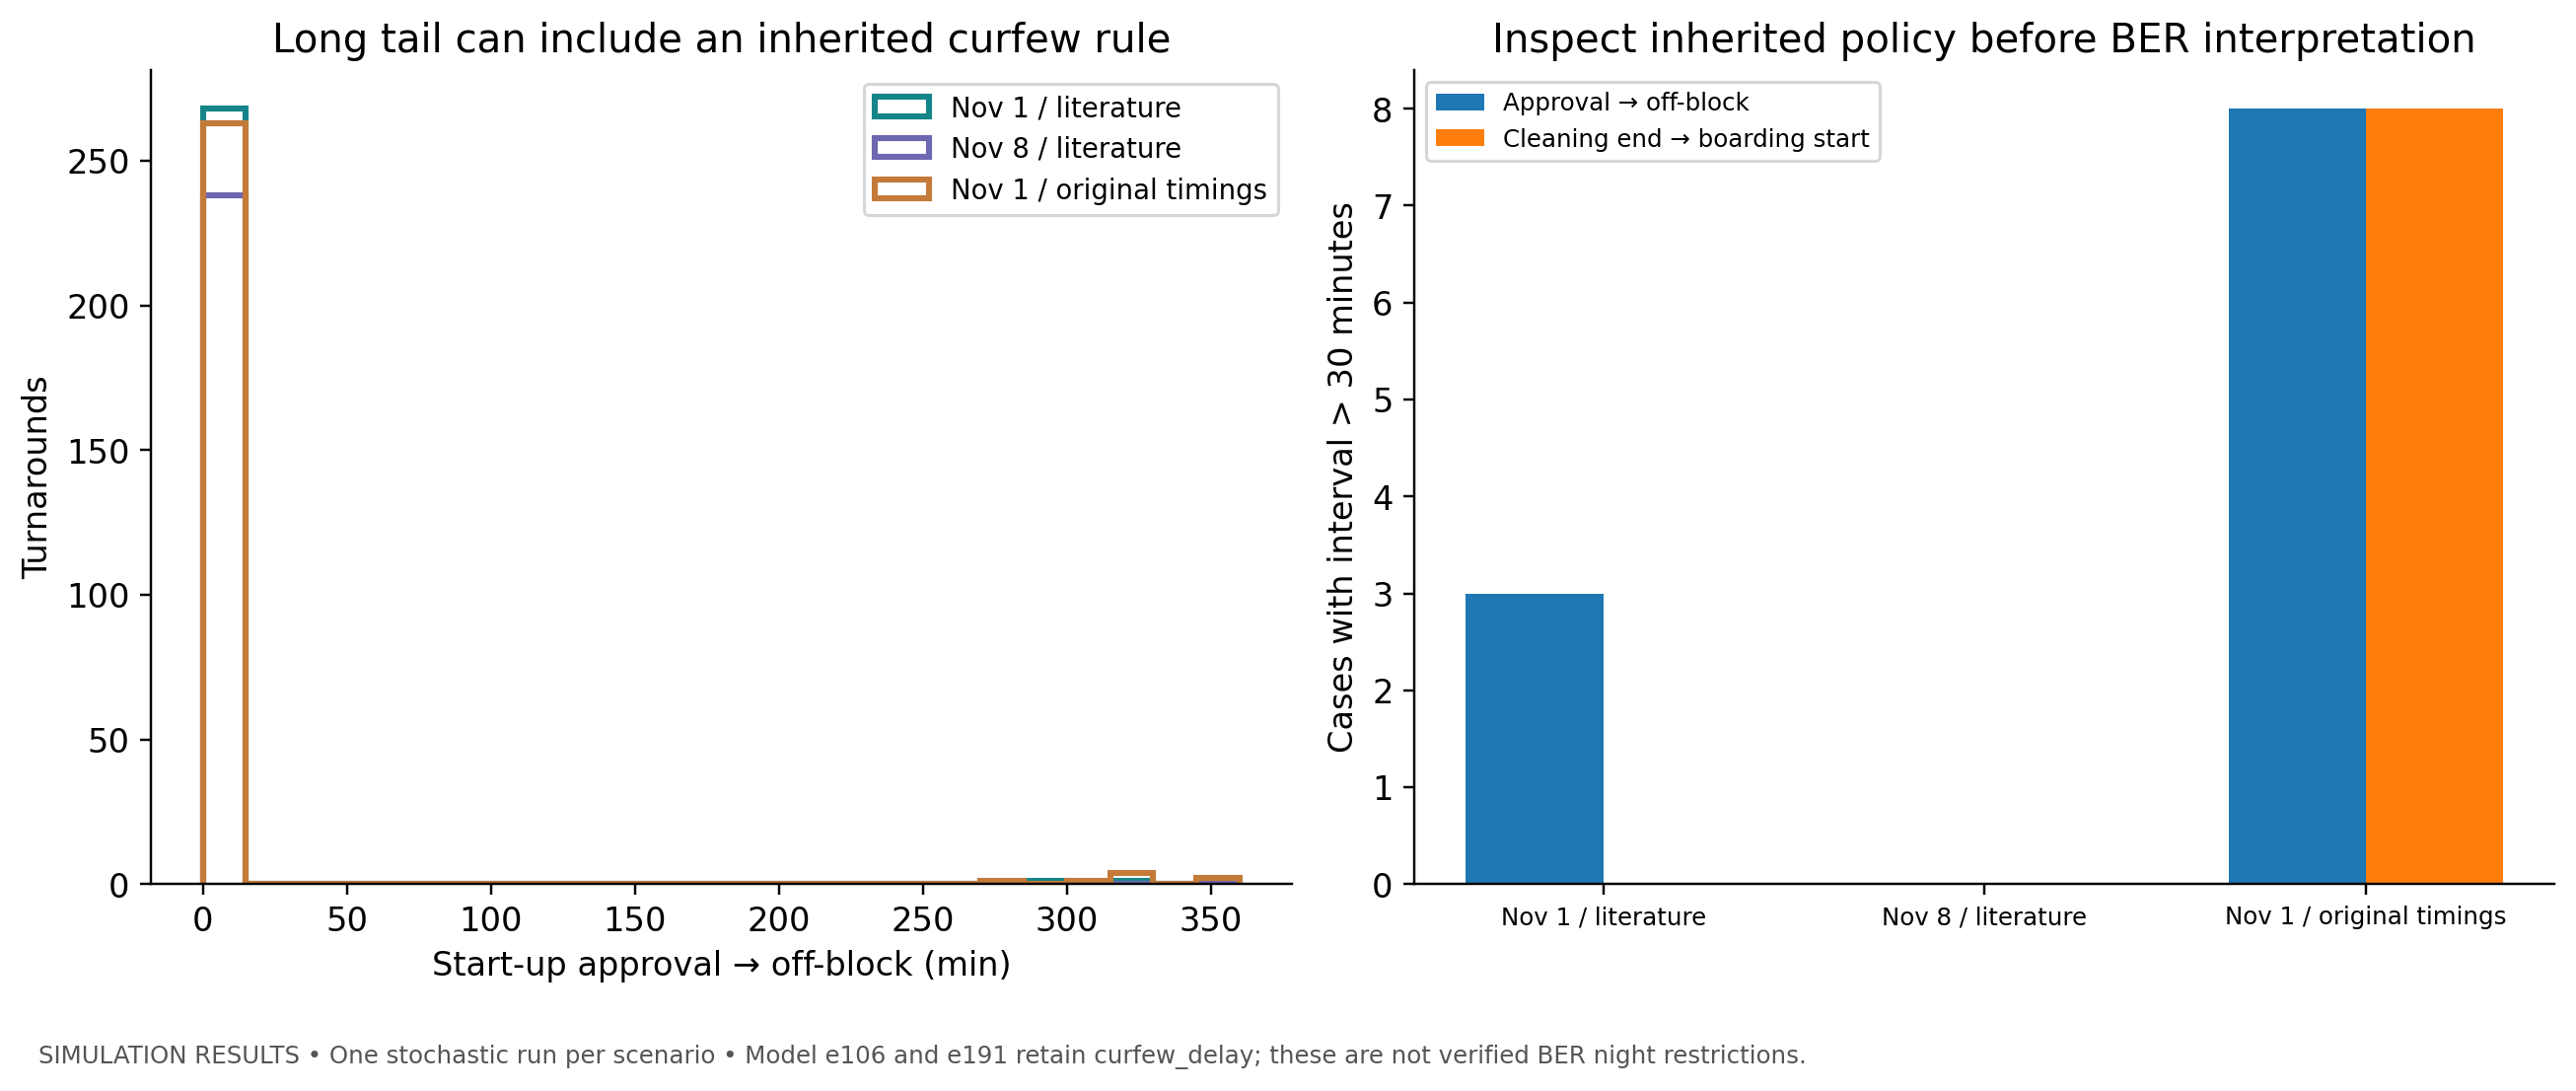 Long tail can include an inherited curfew rule
Turnarounds
250
200
150
100
50
0
Nov 1 / literature
Nov 8 / literature
Nov 1 / original timings
0 50 100 150 200 250 300 350
Start-up approval → off-block (min)
Inspect inherited policy before BER interpretation
Cases with interval > 30 minutes
8
7
6
5
4
3
2
1
0
Approval → off-block
Cleaning end → boarding start
Nov 1 / literature Nov 8 / literature Nov 1 / original timings
SIMULATION RESULTS • One stochastic run per scenario • Model e106 and e191 retain curfew_delay; these are not verified BER night restrictions.